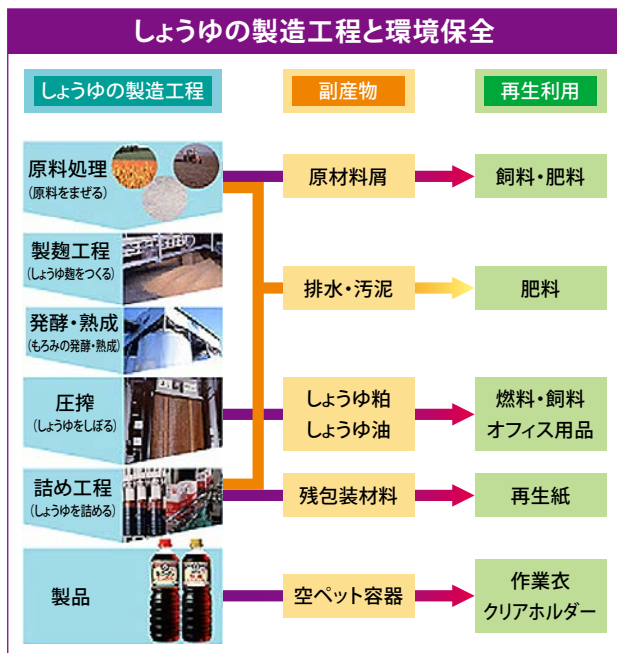 しょうゆの製造工程と環境保全
しょうゆの製造工程
副産物
再生利用
原料処理
(原料をまぜる)
原材料屑
飼料・肥料
製麹工程
(しょうゆ麹をつくる)
排水・汚泥
肥料
発酵・熟成
(もろみの発酵・熟成)
圧搾
(しょうゆをしぼる)
しょうゆ粕
しょうゆ油
燃料・飼料
オフィス用品
詰め工程
(しょうゆを詰める)
残包装材料
再生紙
製品
空ペット容器
作業衣
クリアホルダー